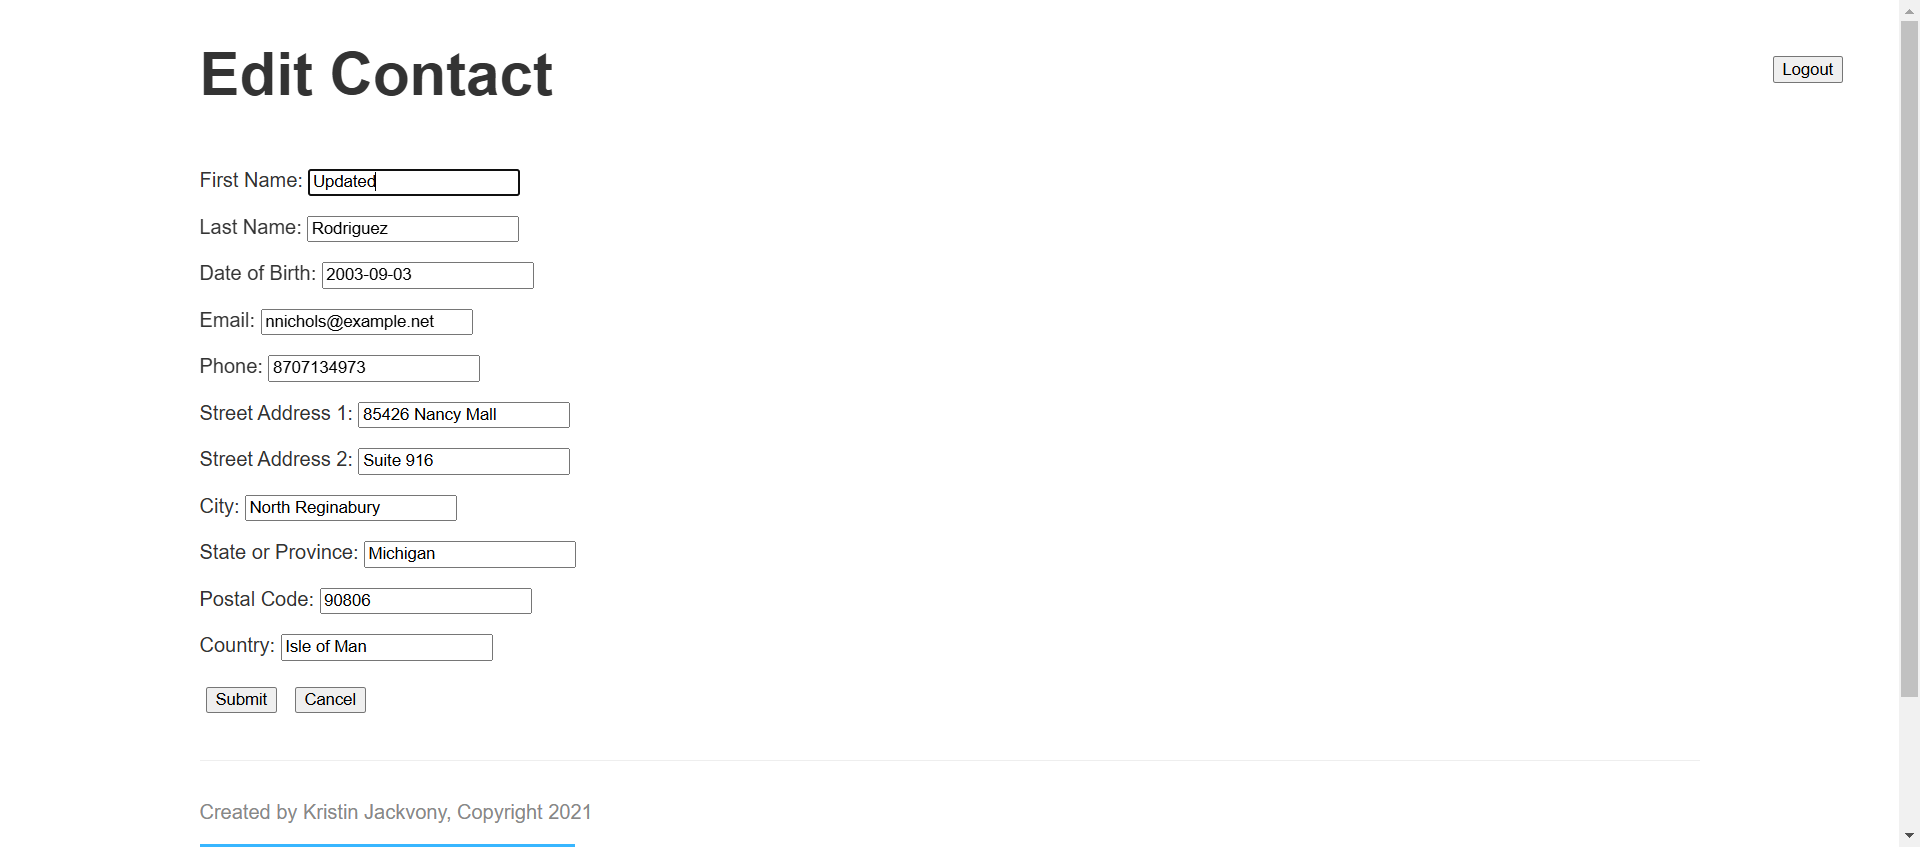 Edit Contact
Logout
First Name: Updated
Last Name: Rodriguez
Date of Birth: 2003-09-03
Email: nnichols@example.net
Phone: 8707134973
Street Address 1: 85426 Nancy Mall
Street Address 2: Suite 916
City: North Reginabury
State or Province: Michigan
Postal Code: 90806
Country: Isle of Man
Submit Cancel
Created by Kristin Jackvony, Copyright 2021